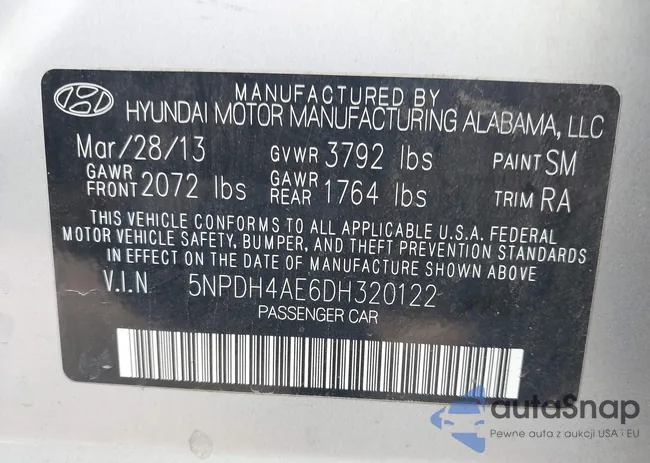 MANUFACTURED BY
HYUNDAI MOTOR MANUFACTURING ALABAMA, LLC
Mar/28/13 GVWR 3792 lbs PAINT SM
GAWR FRONT 2072 lbs GAWR REAR 1764 lbs TRIM RA
THIS VEHICLE CONFORMS TO ALL APPLICABLE U.S.A. FEDERAL
MOTOR VEHICLE SAFETY, BUMPER, AND THEFT PREVENTION STANDARDS
IN EFFECT ON THE DATE OF MANUFACTURE SHOWN ABOVE
V.I.N. 5NPDH4AE6DH320122
PASSENGER CAR
autaSnap
Pewne auta z aukcji USA i EU